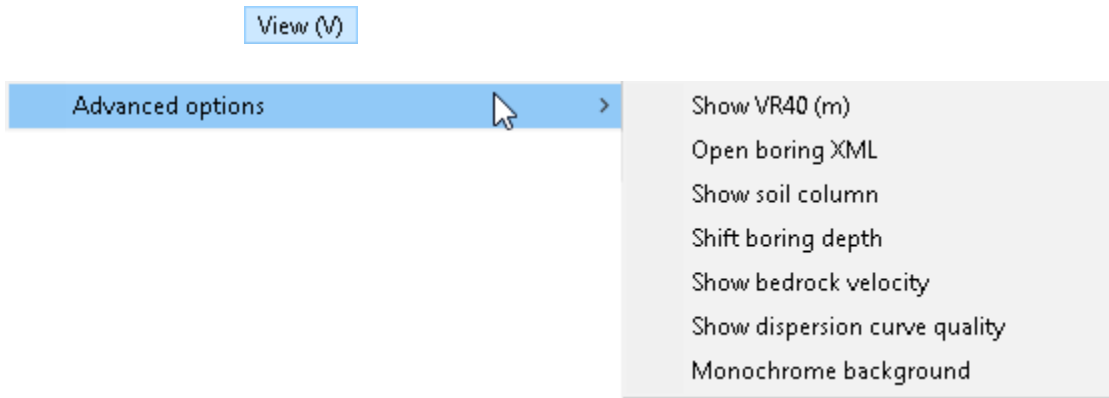 View (V)
Advanced options
Show VR40 (m)
Open boring XML
Show soil column
Shift boring depth
Show bedrock velocity
Show dispersion curve quality
Monochrome background